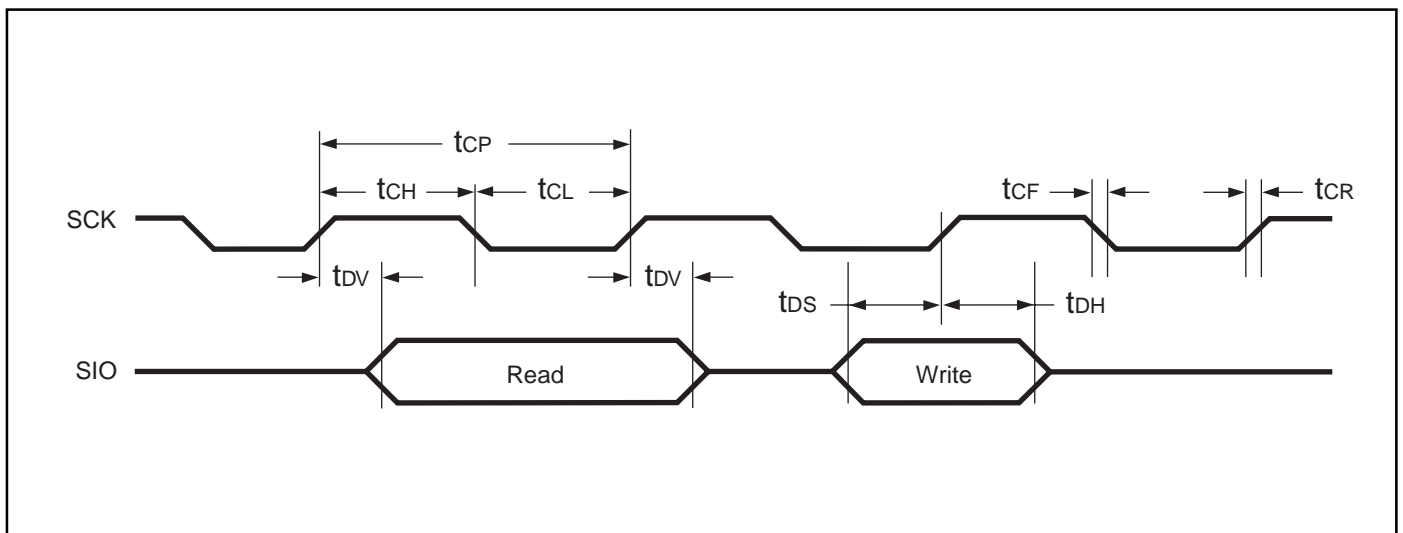 tCP
tCH tCL tCF tCR
SCK
tDV tDV tDS tDH
SIO Read Write